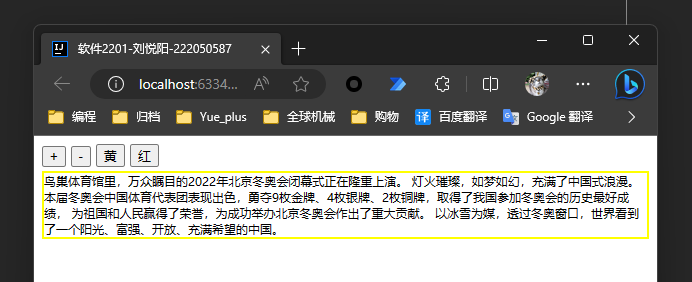 软件2201-刘悦阳-222050587
localhost:6334...
编程 归档 Yue_plus 全球机械 购物 译 百度翻译 Google 翻译
+ - 黄 红
鸟巢体育馆里，万众瞩目的2022年北京冬奥会闭幕式正在隆重上演。 灯火璀璨，如梦如幻，充满了中国式浪漫。
本届冬奥会中国体育代表团表现出色，勇夺9枚金牌、4枚银牌、2枚铜牌，取得了我国参加冬奥会的历史最好成
绩， 为祖国和人民赢得了荣誉，为成功举办北京冬奥会作出了重大贡献。 以冰雪为媒，透过冬奥窗口，世界看到
了一个阳光、富强、开放、充满希望的中国。